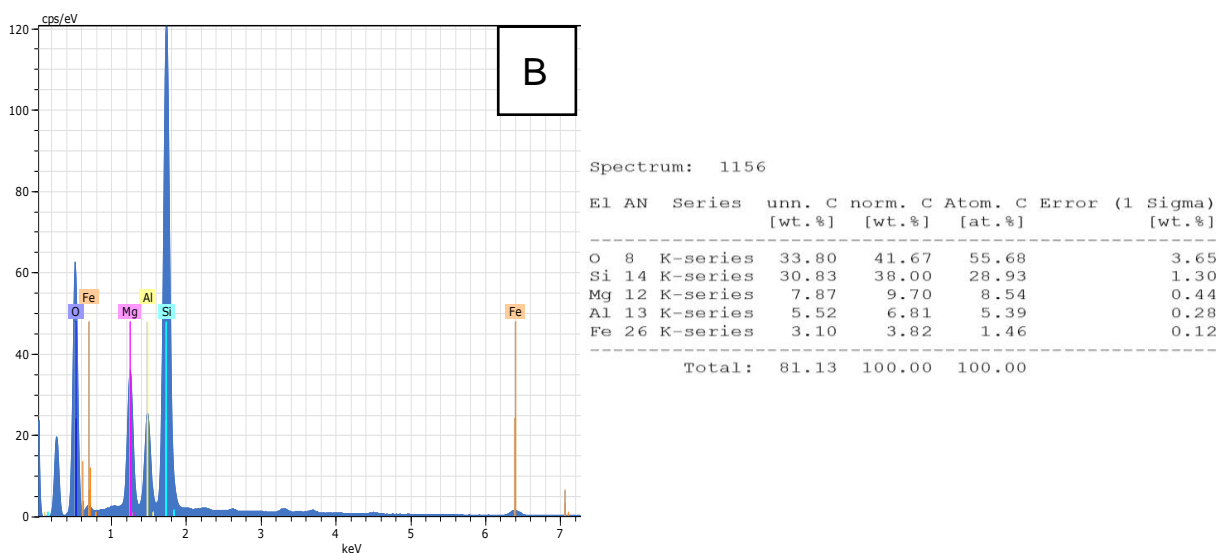 cps/eV
120
100
80
60
40
20
0
B
Fe
Al
O
Mg
Si
Fe
1
2
3
4
5
6
7
keV
Spectrum: 1156
El AN Series unn. C norm. C Atom. C Error (1 Sigma)
[wt.%] [wt.%] [at.%] [wt.%]
O 8 K-series 33.80 41.67 55.68 3.65
Si 14 K-series 30.83 38.00 28.93 1.30
Mg 12 K-series 7.87 9.70 8.54 0.44
Al 13 K-series 5.52 6.81 5.39 0.28
Fe 26 K-series 3.10 3.82 1.46 0.12
Total: 81.13 100.00 100.00